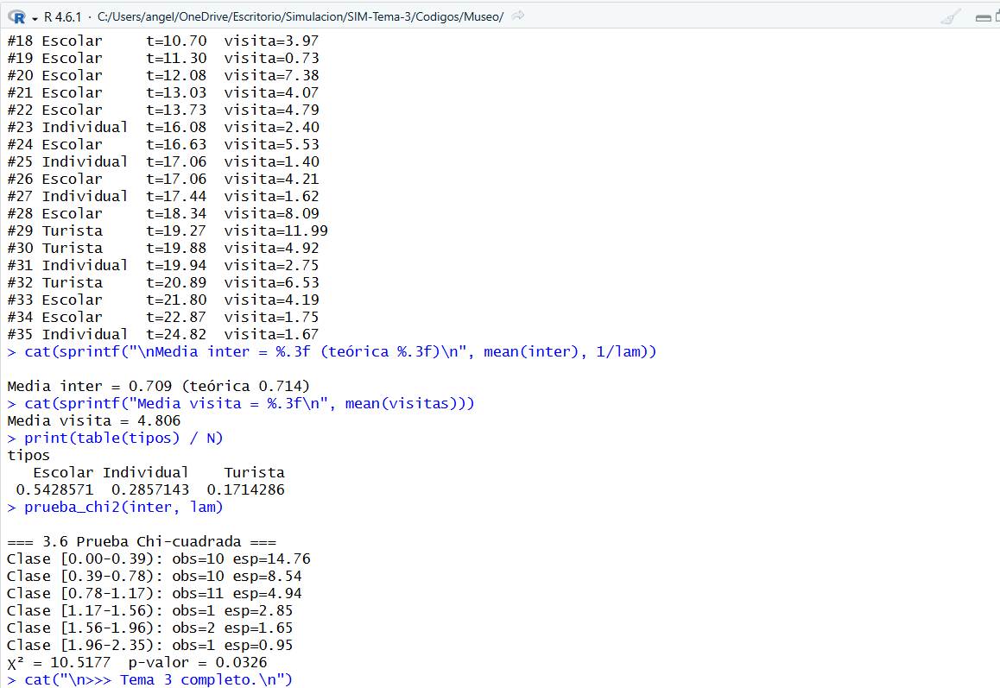 R 4.6.1 · C:/Users/angel/OneDrive/Escritorio/Simulacion/SIM-Tema-3/Codigos/Museo/
#18 Escolar     t=10.70  visita=3.97
#19 Escolar     t=11.30  visita=0.73
#20 Escolar     t=12.08  visita=7.38
#21 Escolar     t=13.03  visita=4.07
#22 Escolar     t=13.73  visita=4.79
#23 Individual  t=16.08  visita=2.40
#24 Escolar     t=16.63  visita=5.53
#25 Individual  t=17.06  visita=1.40
#26 Escolar     t=17.06  visita=4.21
#27 Individual  t=17.44  visita=1.62
#28 Escolar     t=18.34  visita=8.09
#29 Turista     t=19.27  visita=11.99
#30 Turista     t=19.88  visita=4.92
#31 Individual  t=19.94  visita=2.75
#32 Turista     t=20.89  visita=6.53
#33 Escolar     t=21.80  visita=4.19
#34 Escolar     t=22.87  visita=1.75
#35 Individual  t=24.82  visita=1.67
> cat(sprintf("\nMedia inter = %.3f (teórica %.3f)\n", mean(inter), 1/lam))
Media inter = 0.709 (teórica 0.714)
> cat(sprintf("Media visita = %.3f\n", mean(visitas)))
Media visita = 4.806
> print(table(tipos) / N)
tipos
   Escolar Individual    Turista
 0.5428571  0.2857143  0.1714286
> prueba_chi2(inter, lam)
=== 3.6 Prueba Chi-cuadrada ===
Clase [0.00-0.39): obs=10 esp=14.76
Clase [0.39-0.78): obs=10 esp=8.54
Clase [0.78-1.17): obs=11 esp=4.94
Clase [1.17-1.56): obs=1 esp=2.85
Clase [1.56-1.96): obs=2 esp=1.65
Clase [1.96-2.35): obs=1 esp=0.95
χ² = 10.5177  p-valor = 0.0326
> cat("\n>>> Tema 3 completo.\n")